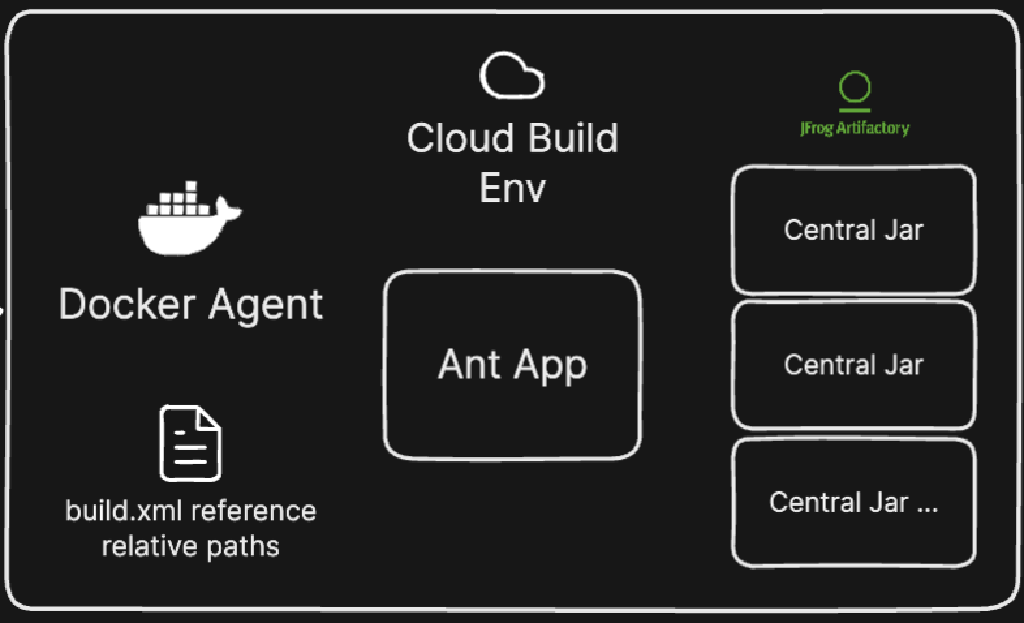 Cloud Build
Env
JFrog Artifactory
Docker Agent
Ant App
Central Jar
Central Jar
Central Jar ...
build.xml reference
relative paths